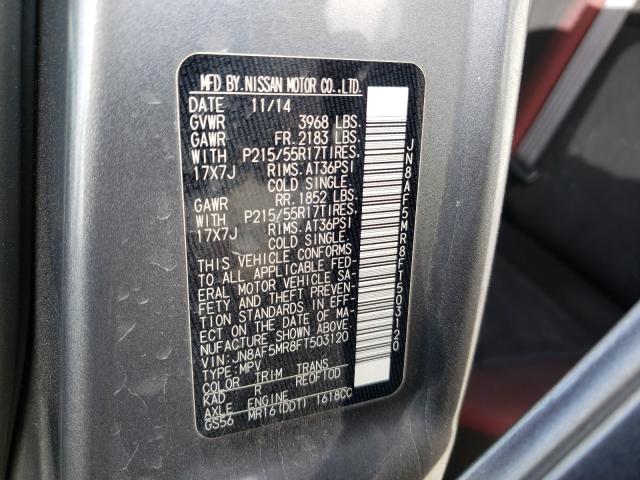 MFD BY.NISSAN MOTOR CO.,LTD.
DATE 11/14
GVWR 3968 LBS.
GAWR FR.2183 LBS.
WITH P215/55R17TIRES.
17X7J RIMS.AT36PSI
COLD SINGLE.
GAWR RR.1852 LBS.
WITH P215/55R17TIRES.
17X7J RIMS.AT36PSI
COLD SINGLE.
THIS VEHICLE CONFORMS
TO ALL APPLICABLE FED-
ERAL MOTOR VEHICLE SA-
FETY AND THEFT PREVEN-
TION STANDARDS IN EFF-
ECT ON THE DATE OF MA-
NUFACTURE SHOWN ABOVE.
VIN:JN8AF5MR8FT503120
TYPE:MPV
COLOR TRIM TRANS
KAD R RE0F10D
AXLE ENGINE
GS56 MR16(DDT) 1618CC
JN8AF5MR8FT503120